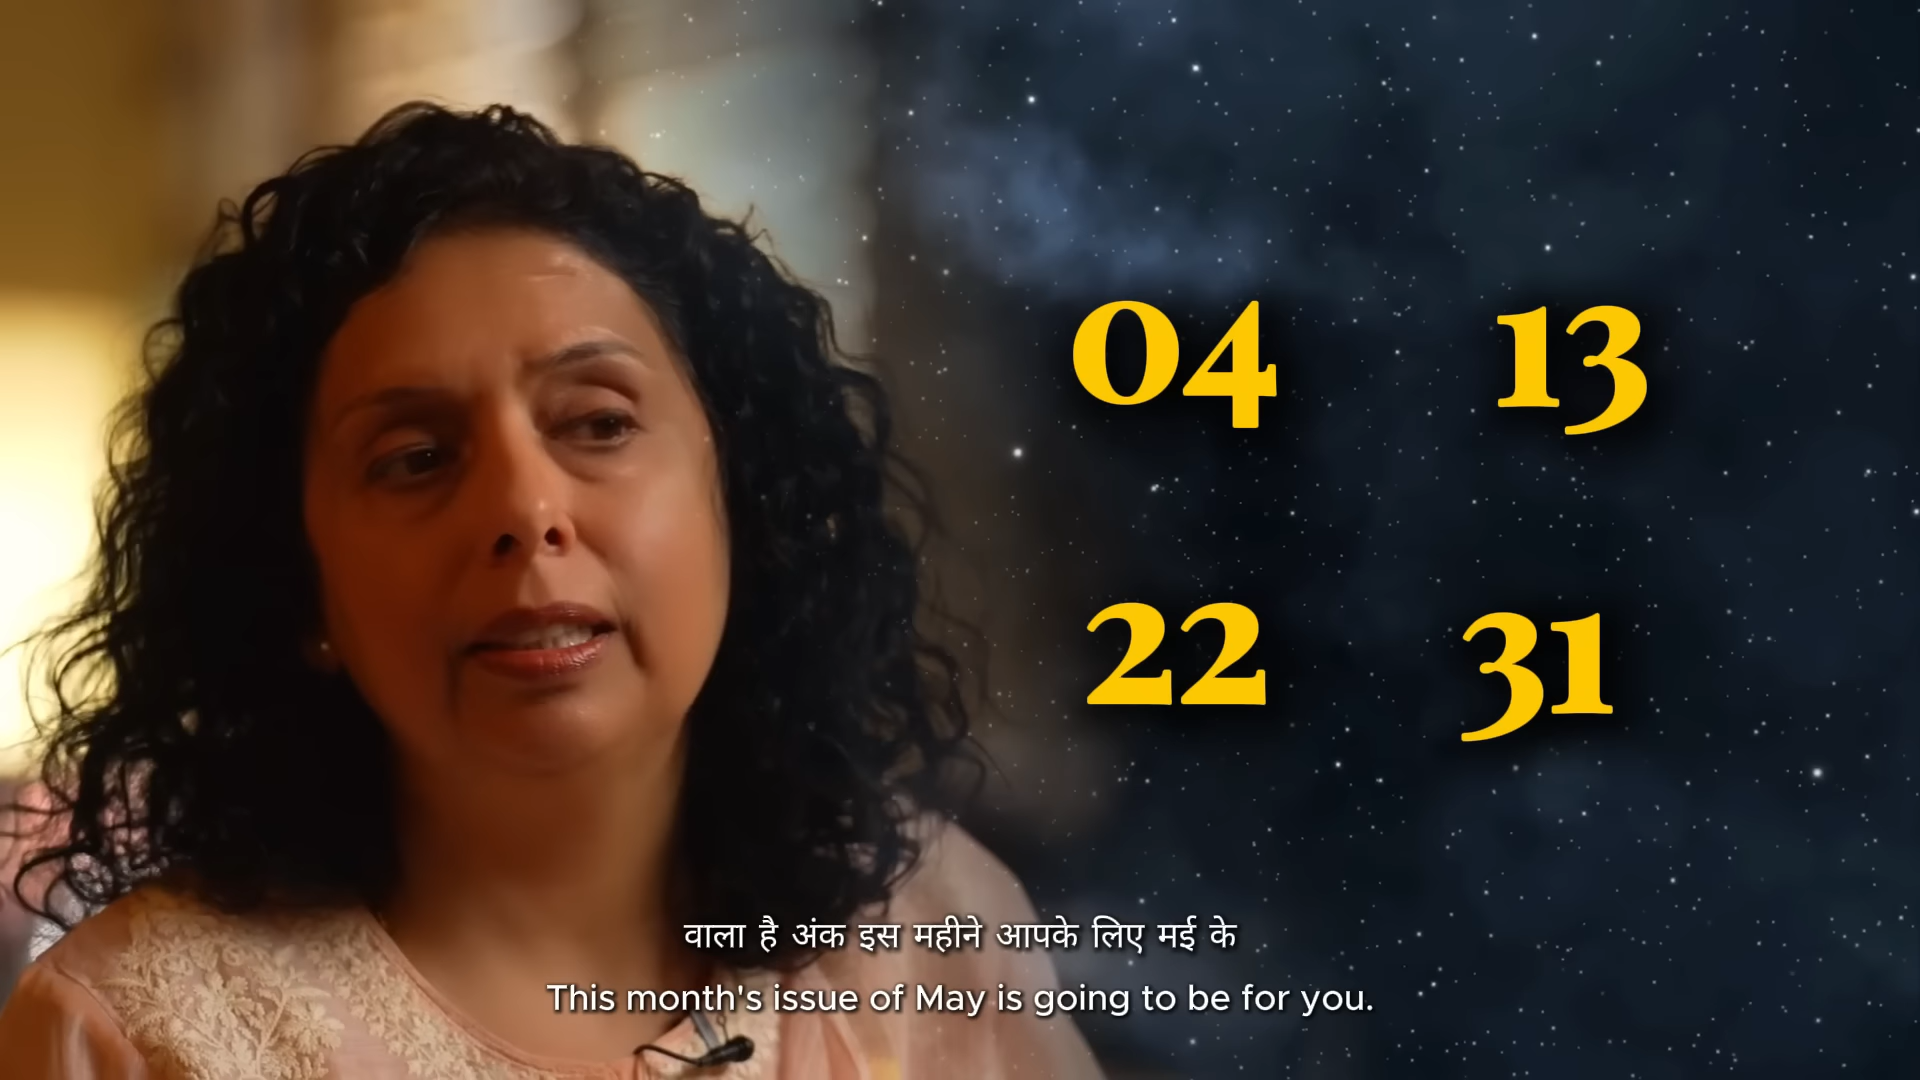 04 13
22 31
वाला है अंक इस महीने आपके लिए मई के
This month's issue of May is going to be for you.